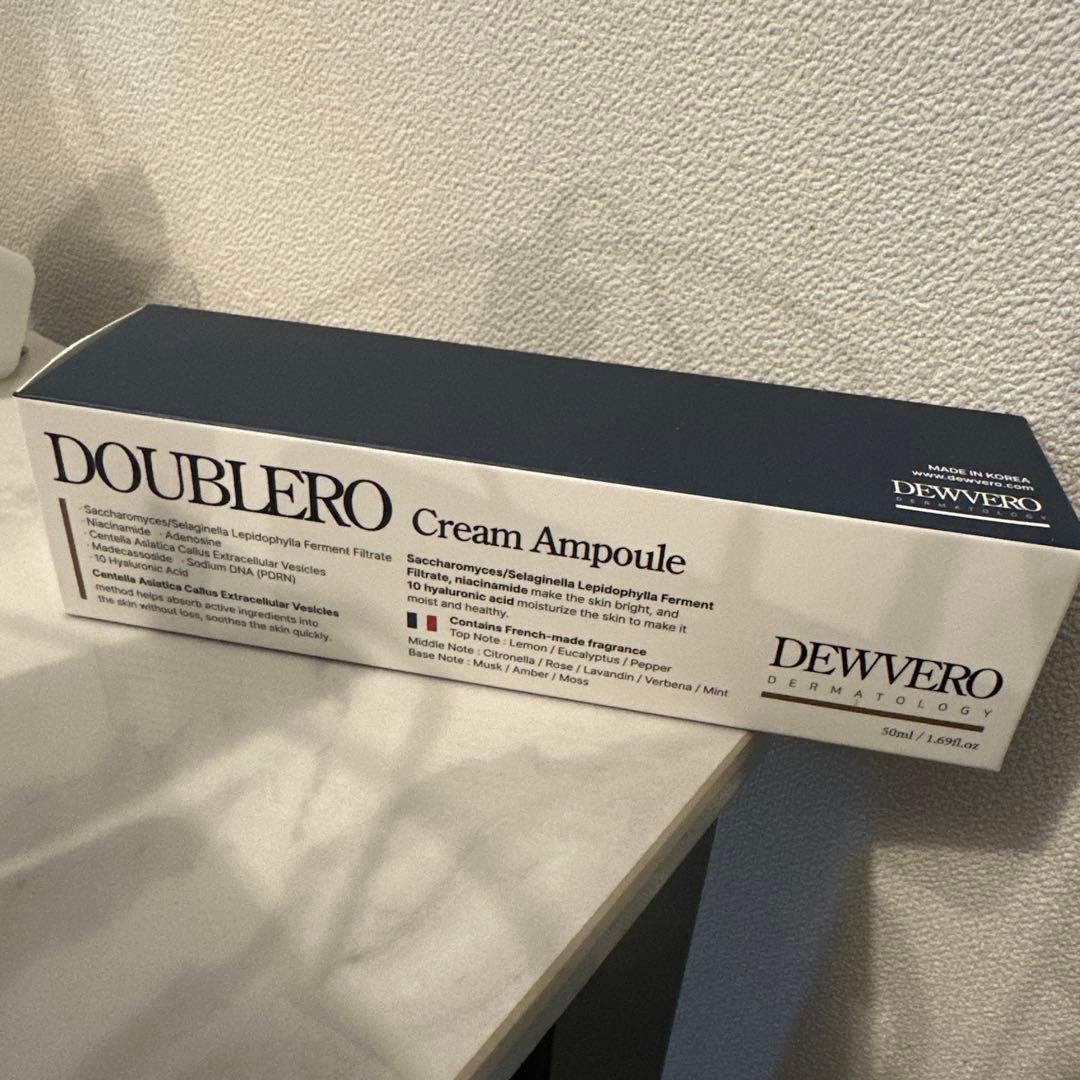 MADE IN KOREA
www.dewvero.com
DEWVERO
DERMATOLOGY
DOUBLERO Cream Ampoule
· Saccharomyces/Selaginella Lepidophylla Ferment Filtrate
· Niacinamide · Adenosine
· Centella Asiatica Callus Extracellular Vesicles
· Madecassoside · Sodium DNA (PDRN)
· 10 Hyaluronic Acid
Centella Asiatica Callus Extracellular Vesicles
method helps absorb active ingredients into
the skin without loss, soothes the skin quickly.
Saccharomyces/Selaginella Lepidophylla Ferment
Filtrate, niacinamide make the skin bright, and
10 hyaluronic acid moisturize the skin to make it
moist and healthy.
Contains French-made fragrance
Top Note : Lemon / Eucalyptus / Pepper
Middle Note : Citronella / Rose / Lavandin / Verbena / Mint
Base Note : Musk / Amber / Moss
DEWVERO
DERMATOLOGY
50ml / 1.69fl.oz